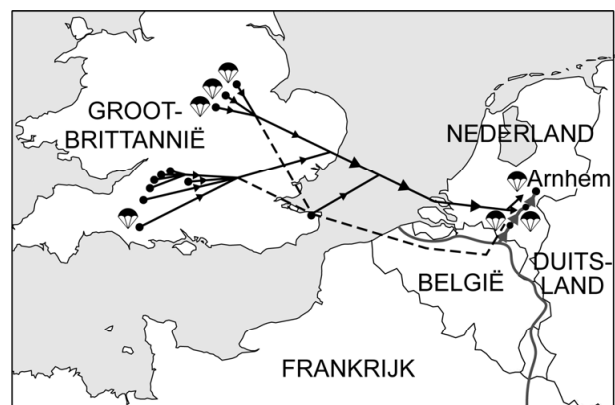 GROOT-
BRITTANNIË
NEDERLAND
Arnhem
DUITS-
LAND
BELGIË
FRANKRIJK